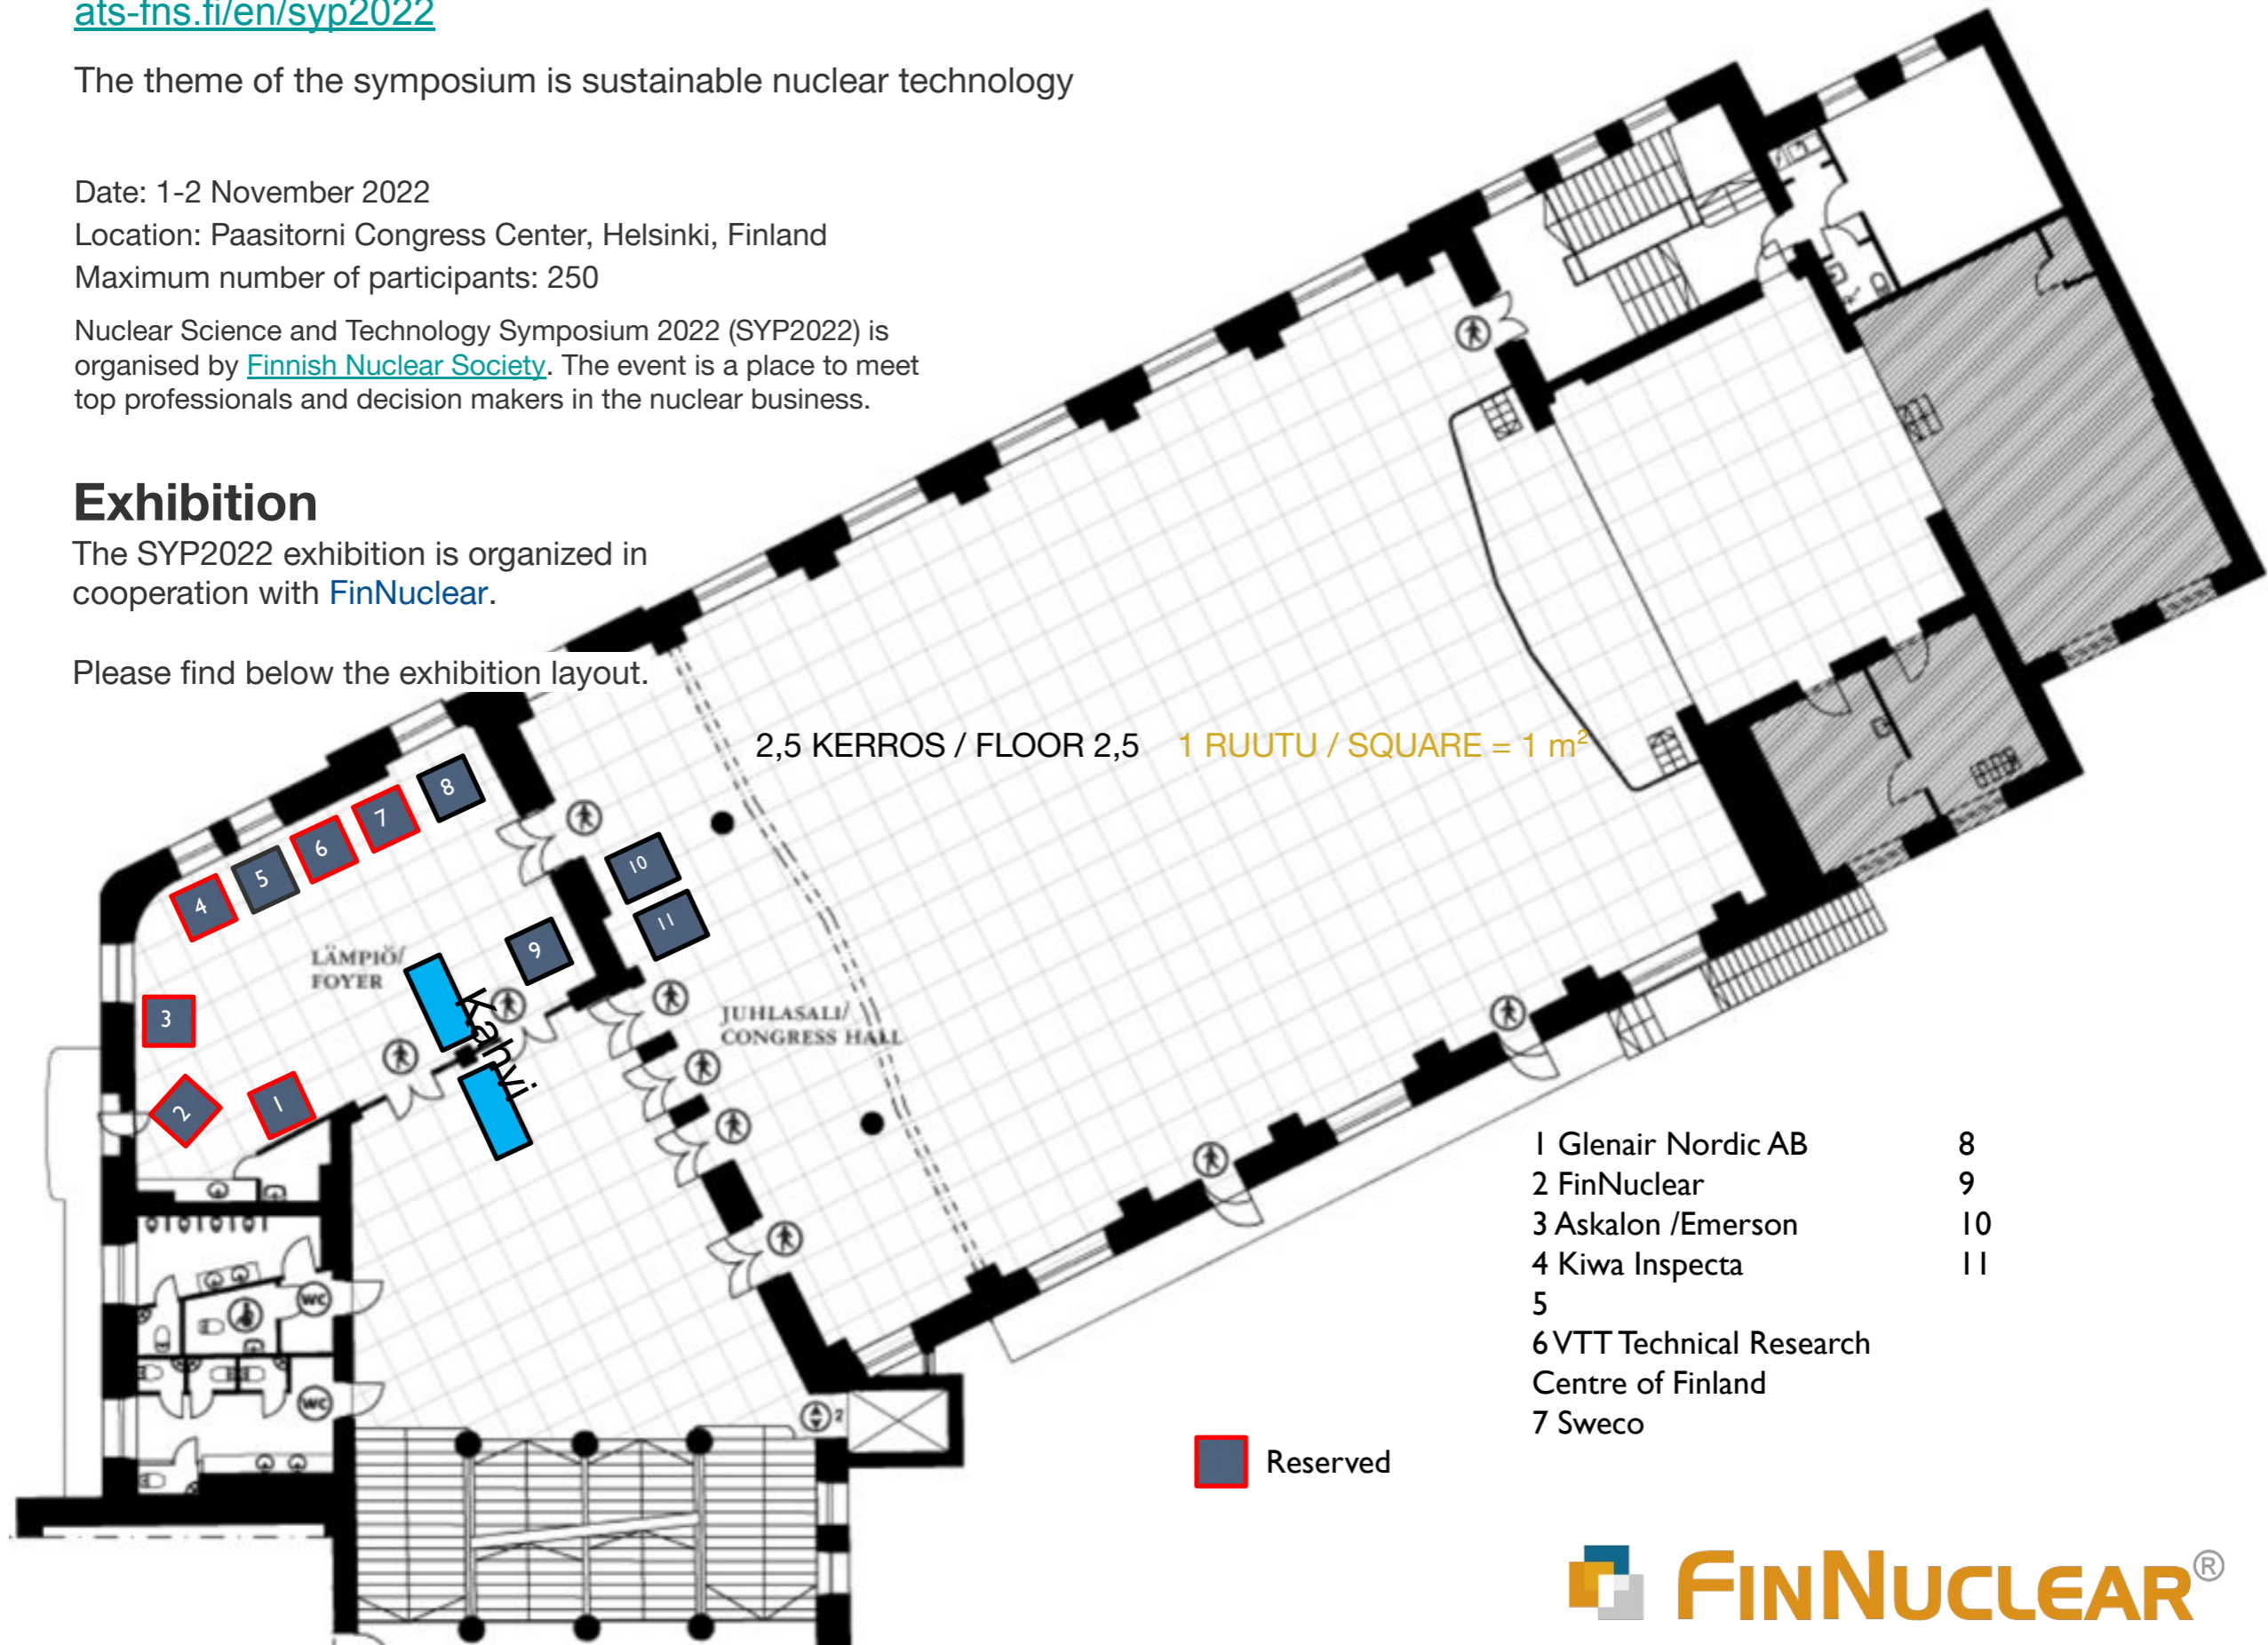 ats-fns.fi/en/syp2022
The theme of the symposium is sustainable nuclear technology
Date: 1-2 November 2022
Location: Paasitorni Congress Center, Helsinki, Finland
Maximum number of participants: 250
Nuclear Science and Technology Symposium 2022 (SYP2022) is
organised by Finnish Nuclear Society. The event is a place to meet
top professionals and decision makers in the nuclear business.
Exhibition
The SYP2022 exhibition is organized in
cooperation with FinNuclear.
Please find below the exhibition layout.
2,5 KERROS / FLOOR 2,5 1 RUUTU / SQUARE = 1 m²
8
7
6
5
4
10
11
9
LÄMPIÖ/
FOYER
3
Kahvi
JUHLASALI/
CONGRESS HALL
2
1
WC
WC
2
1 Glenair Nordic AB
2 FinNuclear
3 Askalon /Emerson
4 Kiwa Inspecta
5
6 VTT Technical Research
Centre of Finland
7 Sweco
8
9
10
11
Reserved
FINNUCLEAR®